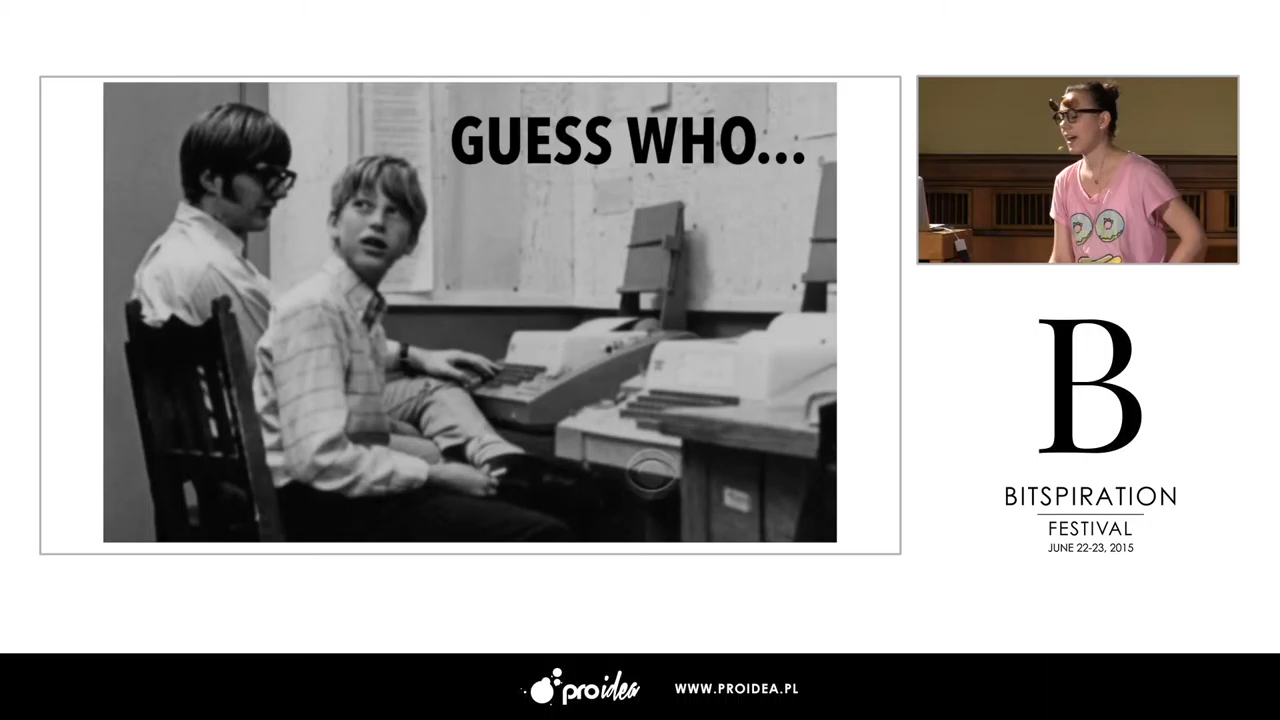 GUESS WHO...
B
BITSPIRATION
FESTIVAL
JUNE 22-23, 2015
proidea
WWW.PROIDEA.PL